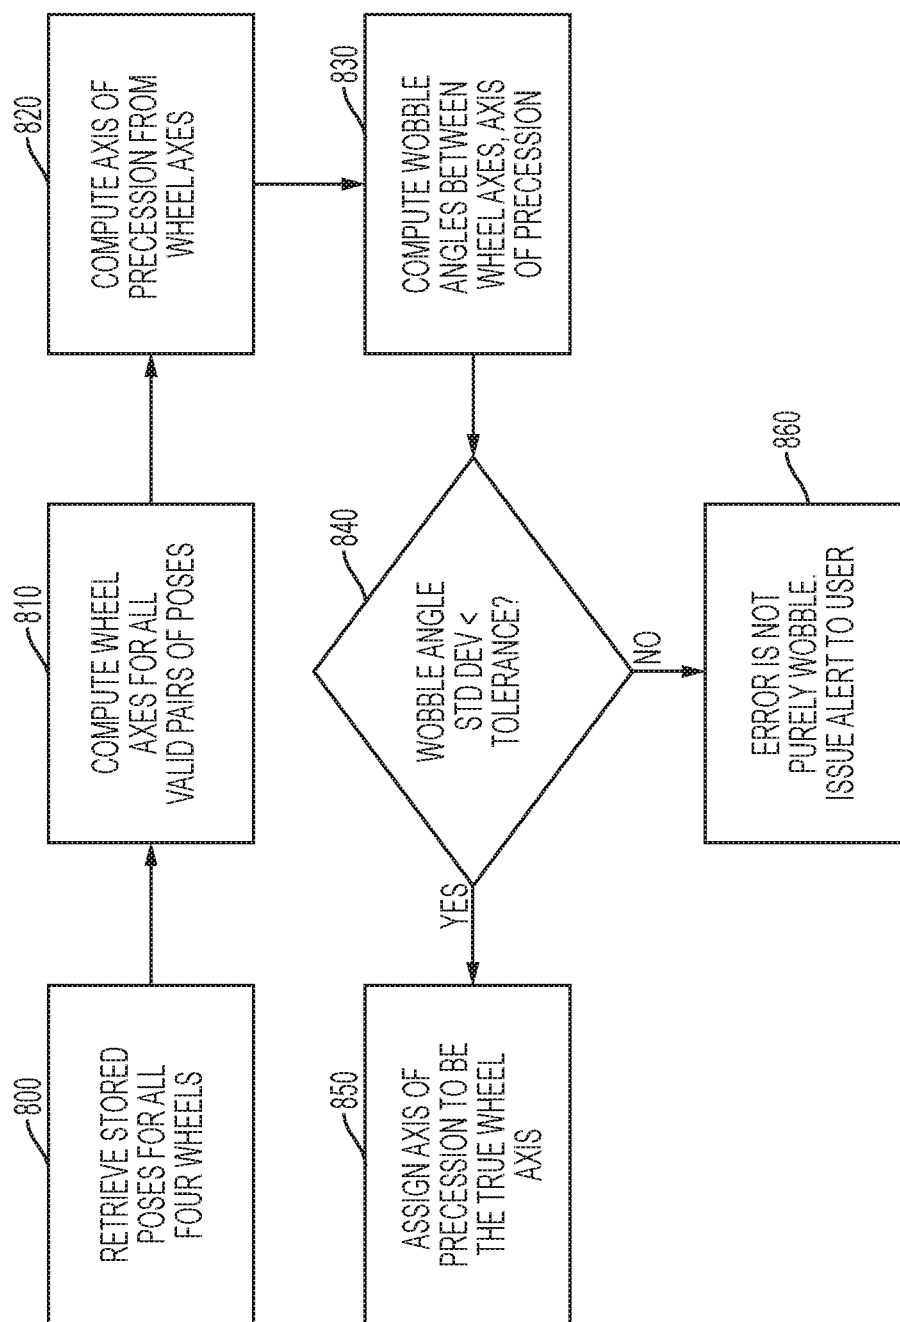 800
RETRIEVE STORED
POSES FOR ALL
FOUR WHEELS
810
COMPUTE WHEEL
AXES FOR ALL
VALID PAIRS OF POSES
820
COMPUTE AXIS OF
PRECESSION FROM
WHEEL AXES
830
COMPUTE WOBBLE
ANGLES BETWEEN
WHEEL AXES, AXIS
OF PRECESSION
840
WOBBLE ANGLE
STD DEV <
TOLERANCE?
YES
NO
850
ASSIGN AXIS OF
PRECESSION TO BE
THE TRUE WHEEL
AXIS
860
ERROR IS NOT
PURELY WOBBLE.
ISSUE ALERT TO USER